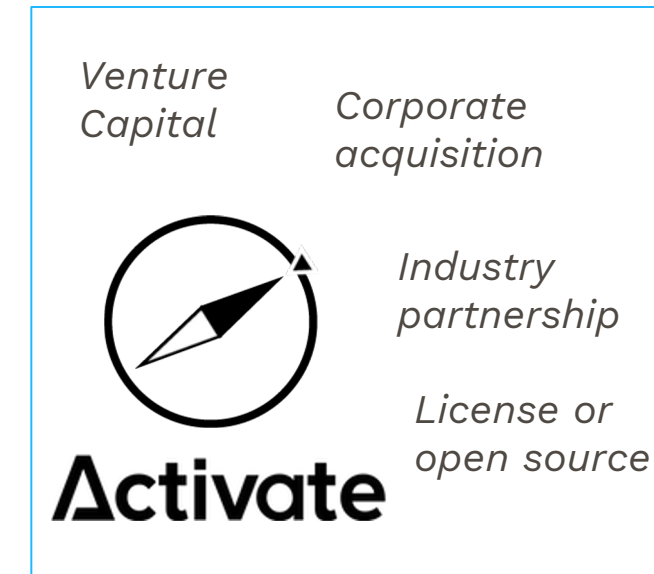 Venture
Capital
Corporate
acquisition
Industry
partnership
License or
open source
Activate